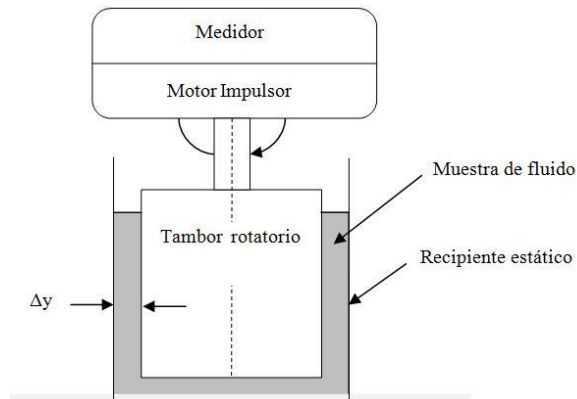 Medidor
Motor Impulsor
Muestra de fluido
Tambor rotatorio
Recipiente estático
Δy